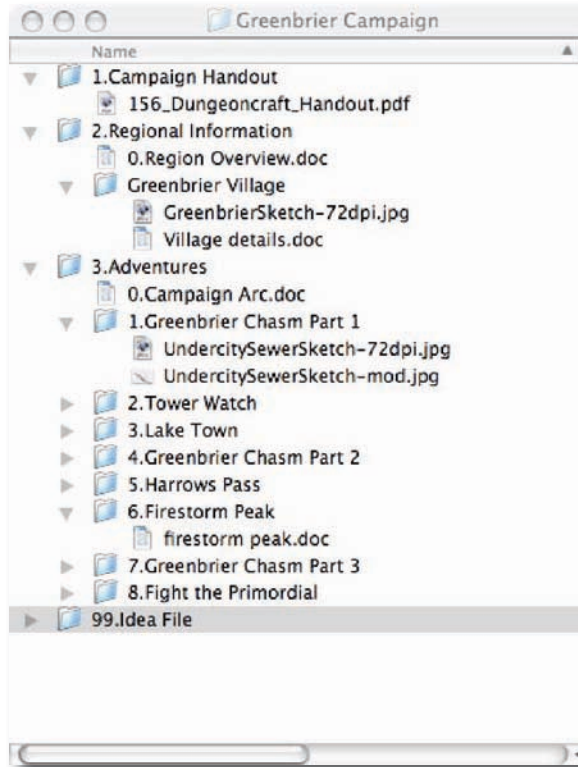 Greenbrier Campaign
Name
1.Campaign Handout
156_Dungeoncraft_Handout.pdf
2.Regional Information
0.Region Overview.doc
Greenbrier Village
GreenbrierSketch-72dpi.jpg
Village details.doc
3.Adventures
0.Campaign Arc.doc
1.Greenbrier Chasm Part 1
UndercitySewerSketch-72dpi.jpg
UndercitySewerSketch-mod.jpg
2.Tower Watch
3.Lake Town
4.Greenbrier Chasm Part 2
5.Harrows Pass
6.Firestorm Peak
firestorm peak.doc
7.Greenbrier Chasm Part 3
8.Fight the Primordial
99.Idea File